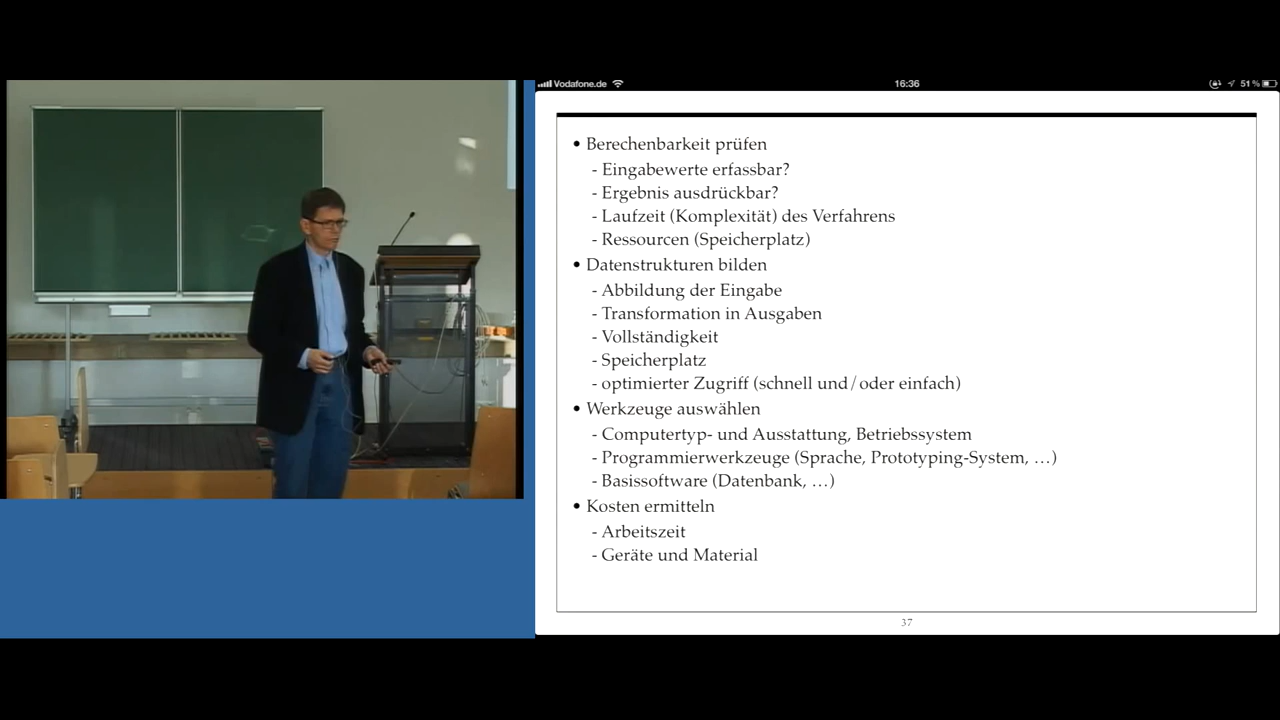 Vodafone.de
16:36
51 %
• Berechenbarkeit prüfen
- Eingabewerte erfassbar?
- Ergebnis ausdrückbar?
- Laufzeit (Komplexität) des Verfahrens
- Ressourcen (Speicherplatz)
• Datenstrukturen bilden
- Abbildung der Eingabe
- Transformation in Ausgaben
- Vollständigkeit
- Speicherplatz
- optimierter Zugriff (schnell und/oder einfach)
• Werkzeuge auswählen
- Computertyp- und Ausstattung, Betriebssystem
- Programmierwerkzeuge (Sprache, Prototyping-System, …)
- Basissoftware (Datenbank, …)
• Kosten ermitteln
- Arbeitszeit
- Geräte und Material
37